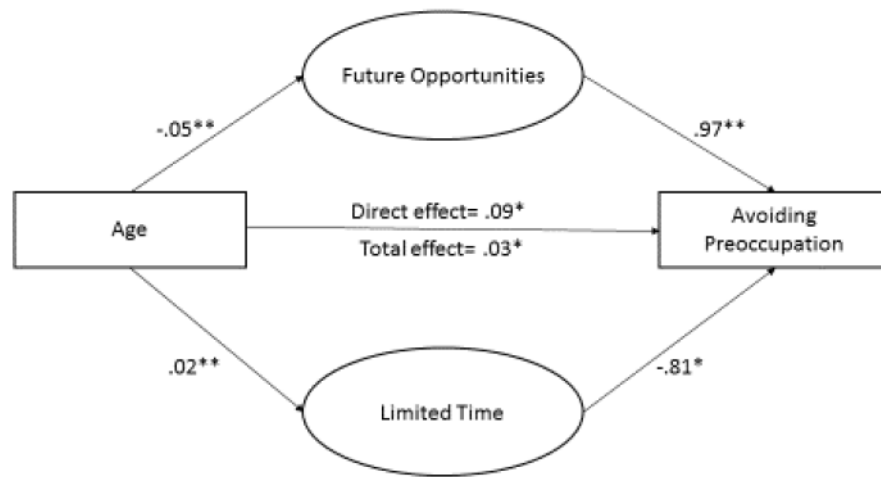 Future Opportunities
-.05**
.97**
Age
Direct effect= .09*
Total effect= .03*
Avoiding
Preoccupation
.02**
-.81*
Limited Time